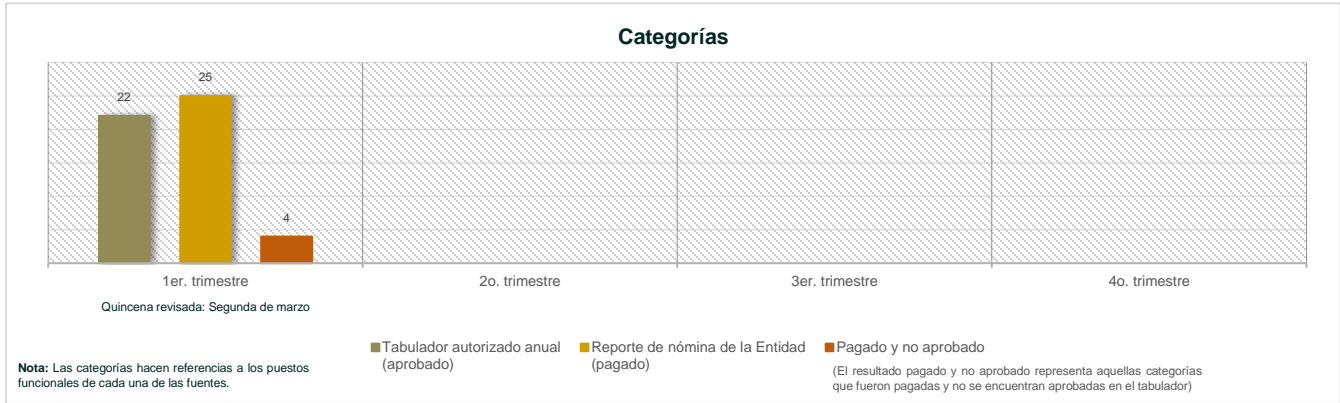 Categorías
25
22
4
1er. trimestre
2o. trimestre
3er. trimestre
4o. trimestre
Quincena revisada: Segunda de marzo
Tabulador autorizado anual
(aprobado)
Reporte de nómina de la Entidad
(pagado)
Pagado y no aprobado
Nota: Las categorías hacen referencias a los puestos
funcionales de cada una de las fuentes.
(El resultado pagado y no aprobado representa aquellas categorías
que fueron pagadas y no se encuentran aprobadas en el tabulador)